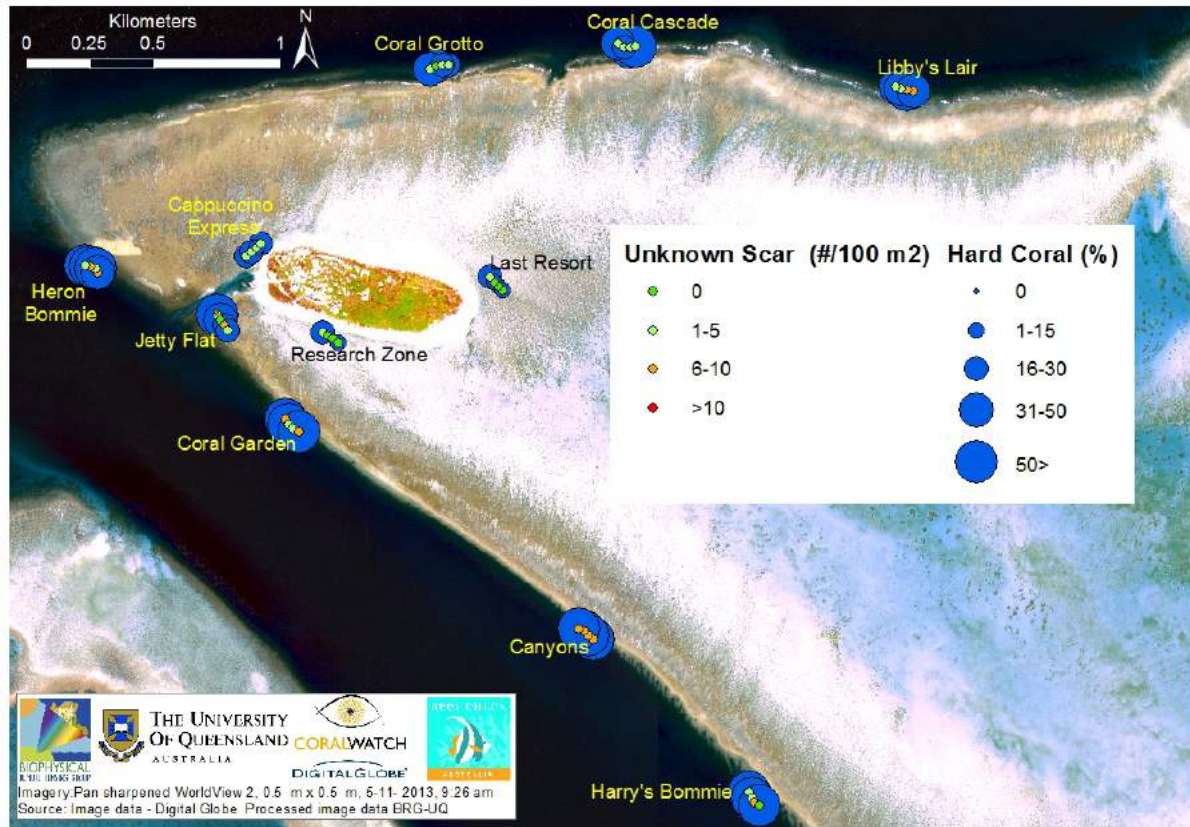 Kilometers
0 0.25 0.5 1
N
Coral Grotto
Coral Cascade
Libby's Lair
Cappuccino
Express
Last Resort
Heron
Bommie
Jetty Flat
Research Zone
Coral Garden
Canyons
Harry's Bommie
Unknown Scar (#/100 m2) Hard Coral (%)
0 0
1-5 1-15
6-10 16-30
>10 31-50
50>
BIOPHYSICAL
THE UNIVERSITY
OF QUEENSLAND
AUSTRALIA
CORALWATCH
DIGITALGLOBE
REEF CHECK
AUSTRALIA
Imagery:Pan sharpened WorldView 2, 0.5 m x 0.5 m, 5-11- 2013, 9:26 am
Source: Image data - Digital Globe Processed image data BRG-UQ